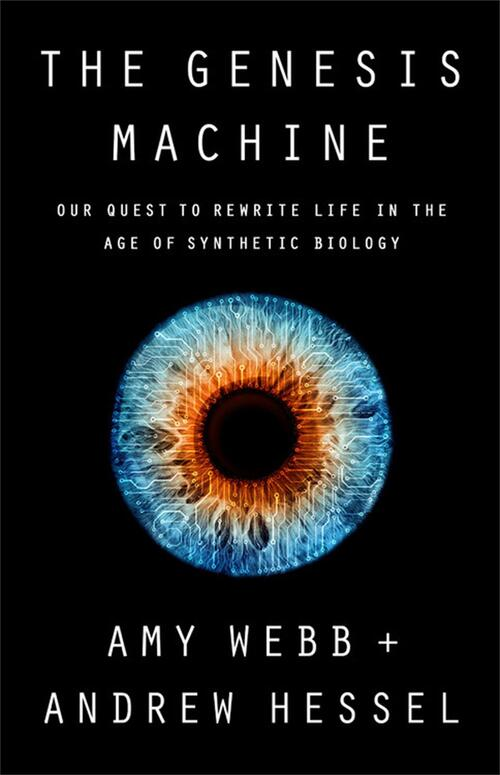 THE GENESIS
MACHINE
OUR QUEST TO REWRITE LIFE IN THE
AGE OF SYNTHETIC BIOLOGY
AMY WEBB +
ANDREW HESSEL